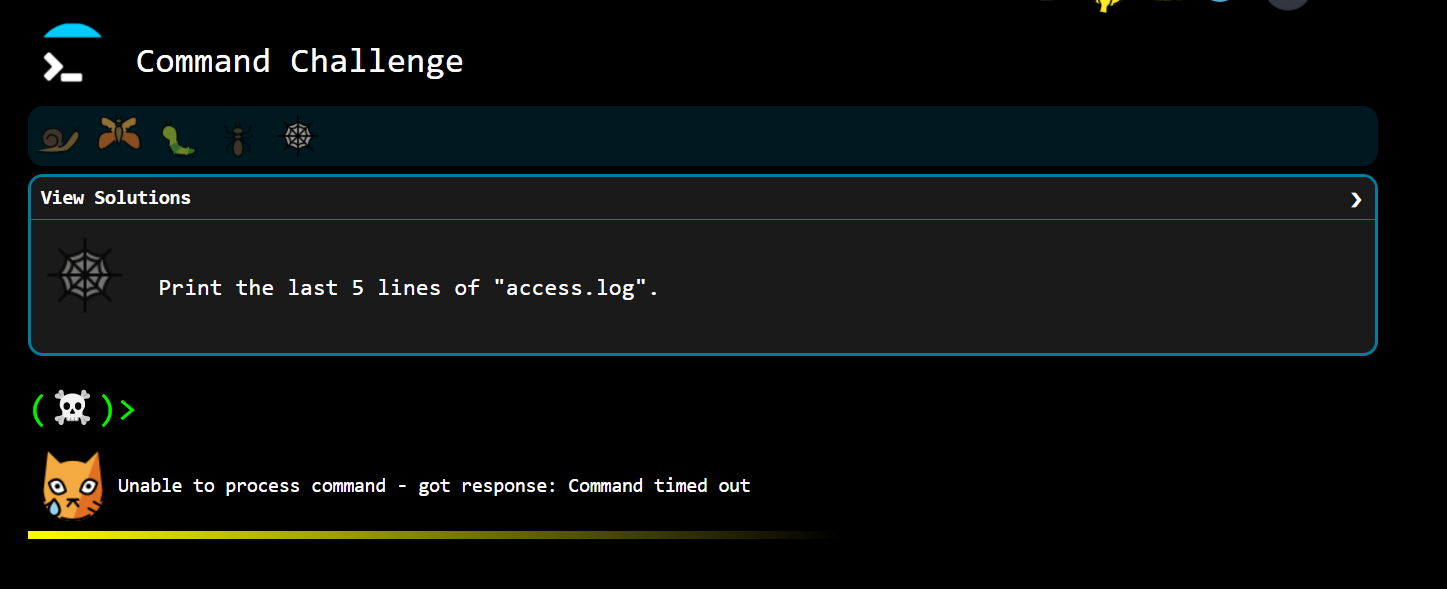 Command Challenge
View Solutions
Print the last 5 lines of "access.log".
(☠️)>
Unable to process command - got response: Command timed out